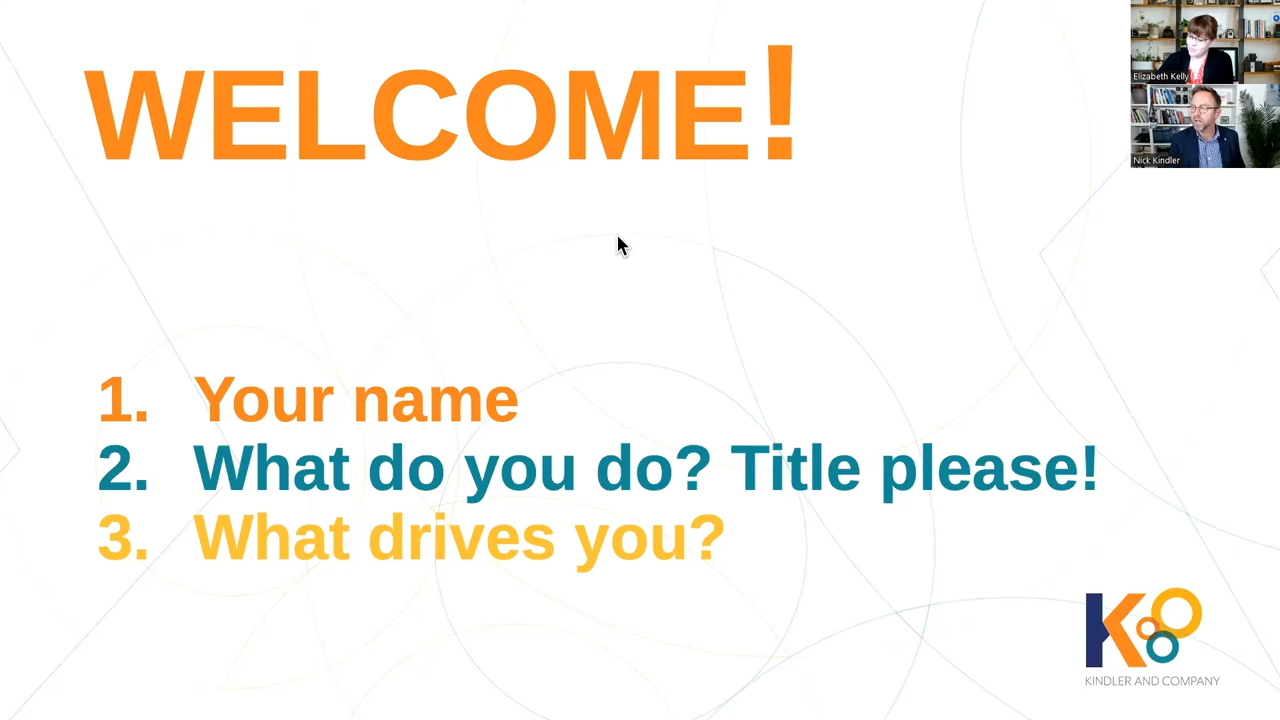 WELCOME!
Elizabeth Kelly
Nick Kindler
1. Your name
2. What do you do? Title please!
3. What drives you?
K
KINDLER AND COMPANY